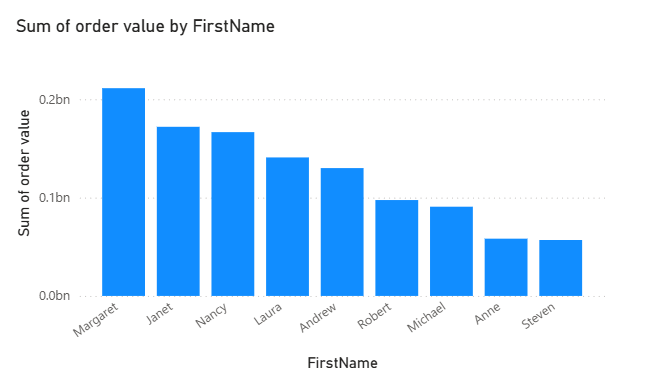 Sum of order value by FirstName
Sum of order value
0.2bn
0.1bn
0.0bn
Margaret
Janet
Nancy
Laura
Andrew
Robert
Michael
Anne
Steven
FirstName